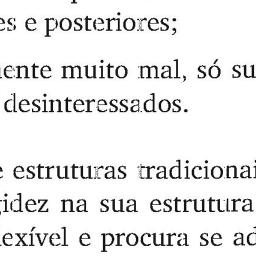 es e posteriores;
ente muito mal, só su
desinteressados.
e estruturas tradicionai
gidez na sua estrutura
lexível e procura se ad